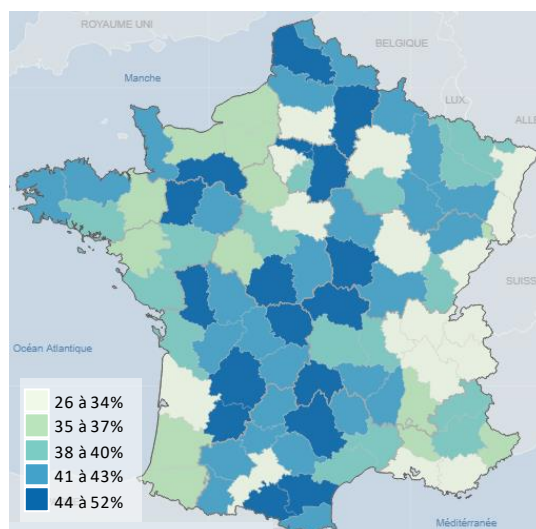 ROYAUME UNI
BELGIQUE
Manche
LUX.
ALLE
SUISS
Océan Atlantique
26 à 34%
35 à 37%
38 à 40%
41 à 43%
44 à 52%
Méditérranée